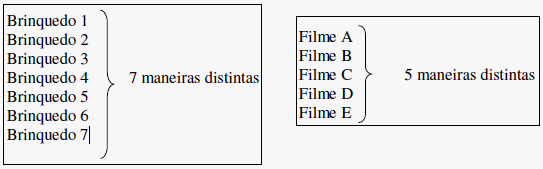 Brinquedo 1
Brinquedo 2
Brinquedo 3
Brinquedo 4
Brinquedo 5
Brinquedo 6
Brinquedo 7
7 maneiras distintas
Filme A
Filme B
Filme C
Filme D
Filme E
5 maneiras distintas